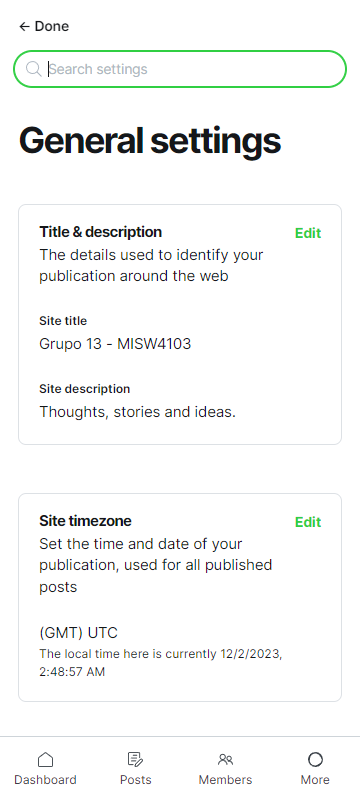 ← Done
Search settings
General settings
Title & description
Edit
The details used to identify your
publication around the web
Site title
Grupo 13 - MISW4103
Site description
Thoughts, stories and ideas.
Site timezone
Edit
Set the time and date of your
publication, used for all published
posts
(GMT) UTC
The local time here is currently 12/2/2023,
2:48:57 AM
Dashboard
Posts
Members
More